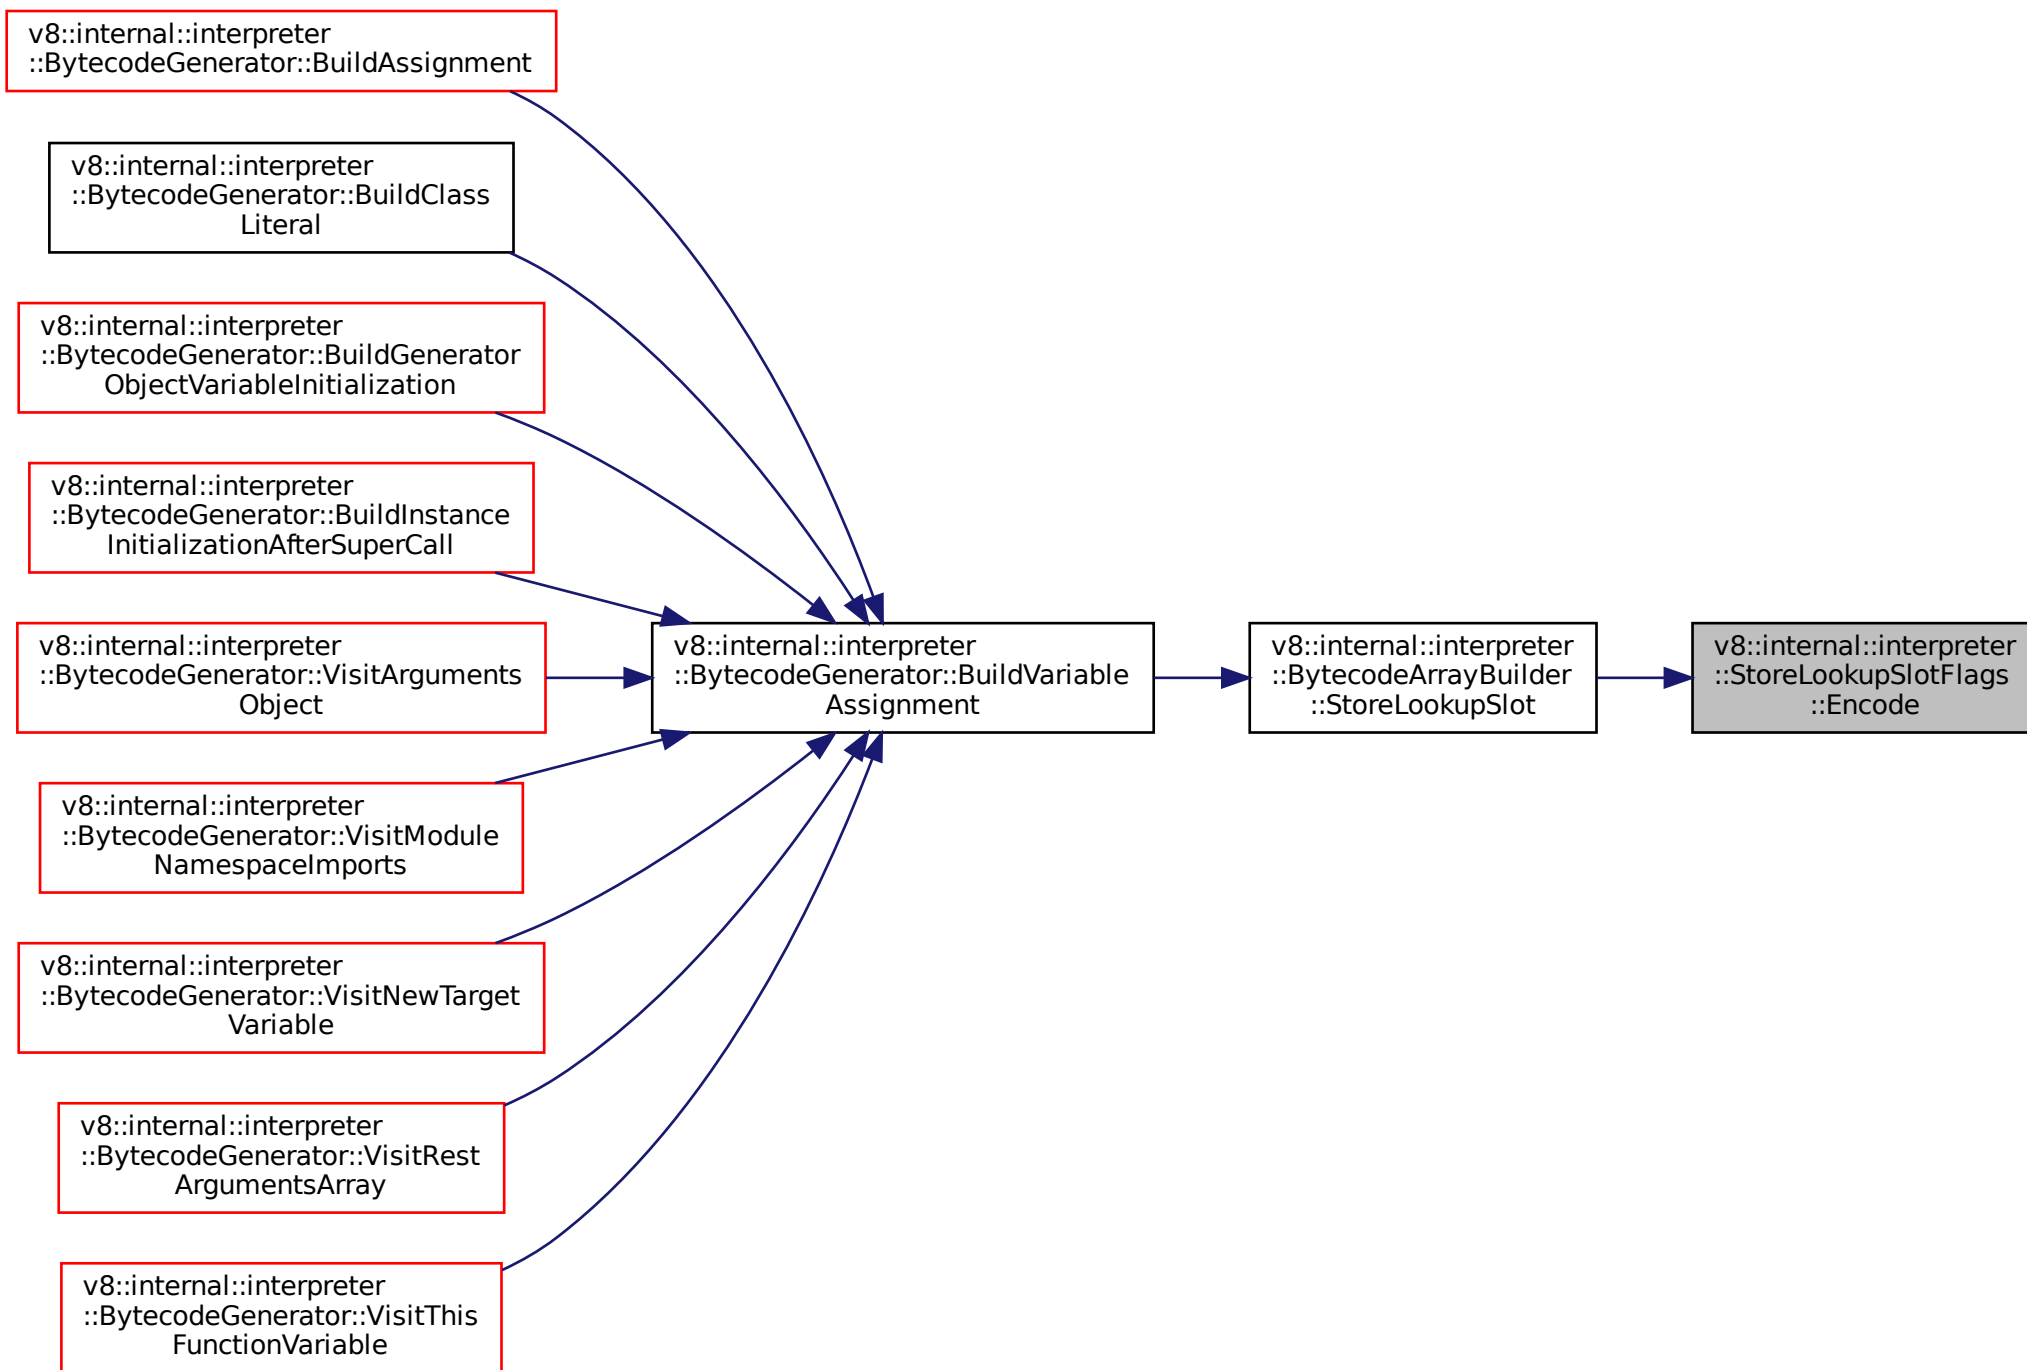 v8::internal::interpreter
::BytecodeGenerator::BuildAssignment
v8::internal::interpreter
::BytecodeGenerator::BuildClass
Literal
v8::internal::interpreter
::BytecodeGenerator::BuildGenerator
ObjectVariableInitialization
v8::internal::interpreter
::BytecodeGenerator::BuildInstance
InitializationAfterSuperCall
v8::internal::interpreter
::BytecodeGenerator::VisitArguments
Object
v8::internal::interpreter
::BytecodeGenerator::BuildVariable
Assignment
v8::internal::interpreter
::BytecodeArrayBuilder
::StoreLookupSlot
v8::internal::interpreter
::StoreLookupSlotFlags
::Encode
v8::internal::interpreter
::BytecodeGenerator::VisitModule
NamespaceImports
v8::internal::interpreter
::BytecodeGenerator::VisitNewTarget
Variable
v8::internal::interpreter
::BytecodeGenerator::VisitRest
ArgumentsArray
v8::internal::interpreter
::BytecodeGenerator::VisitThis
FunctionVariable